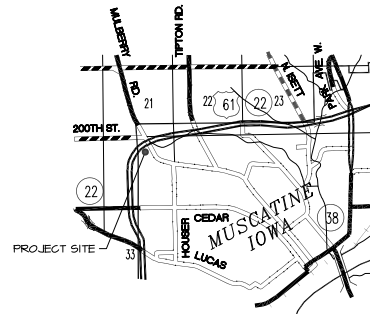 MULBERRY
RD.
TIPTON RD.
N. ISETT
PARK
AVE W.
21
22
61
22
23
200TH ST.
22
HOUSER
CEDAR
LUCAS
MUSCATINE
IOWA
38
PROJECT SITE
33